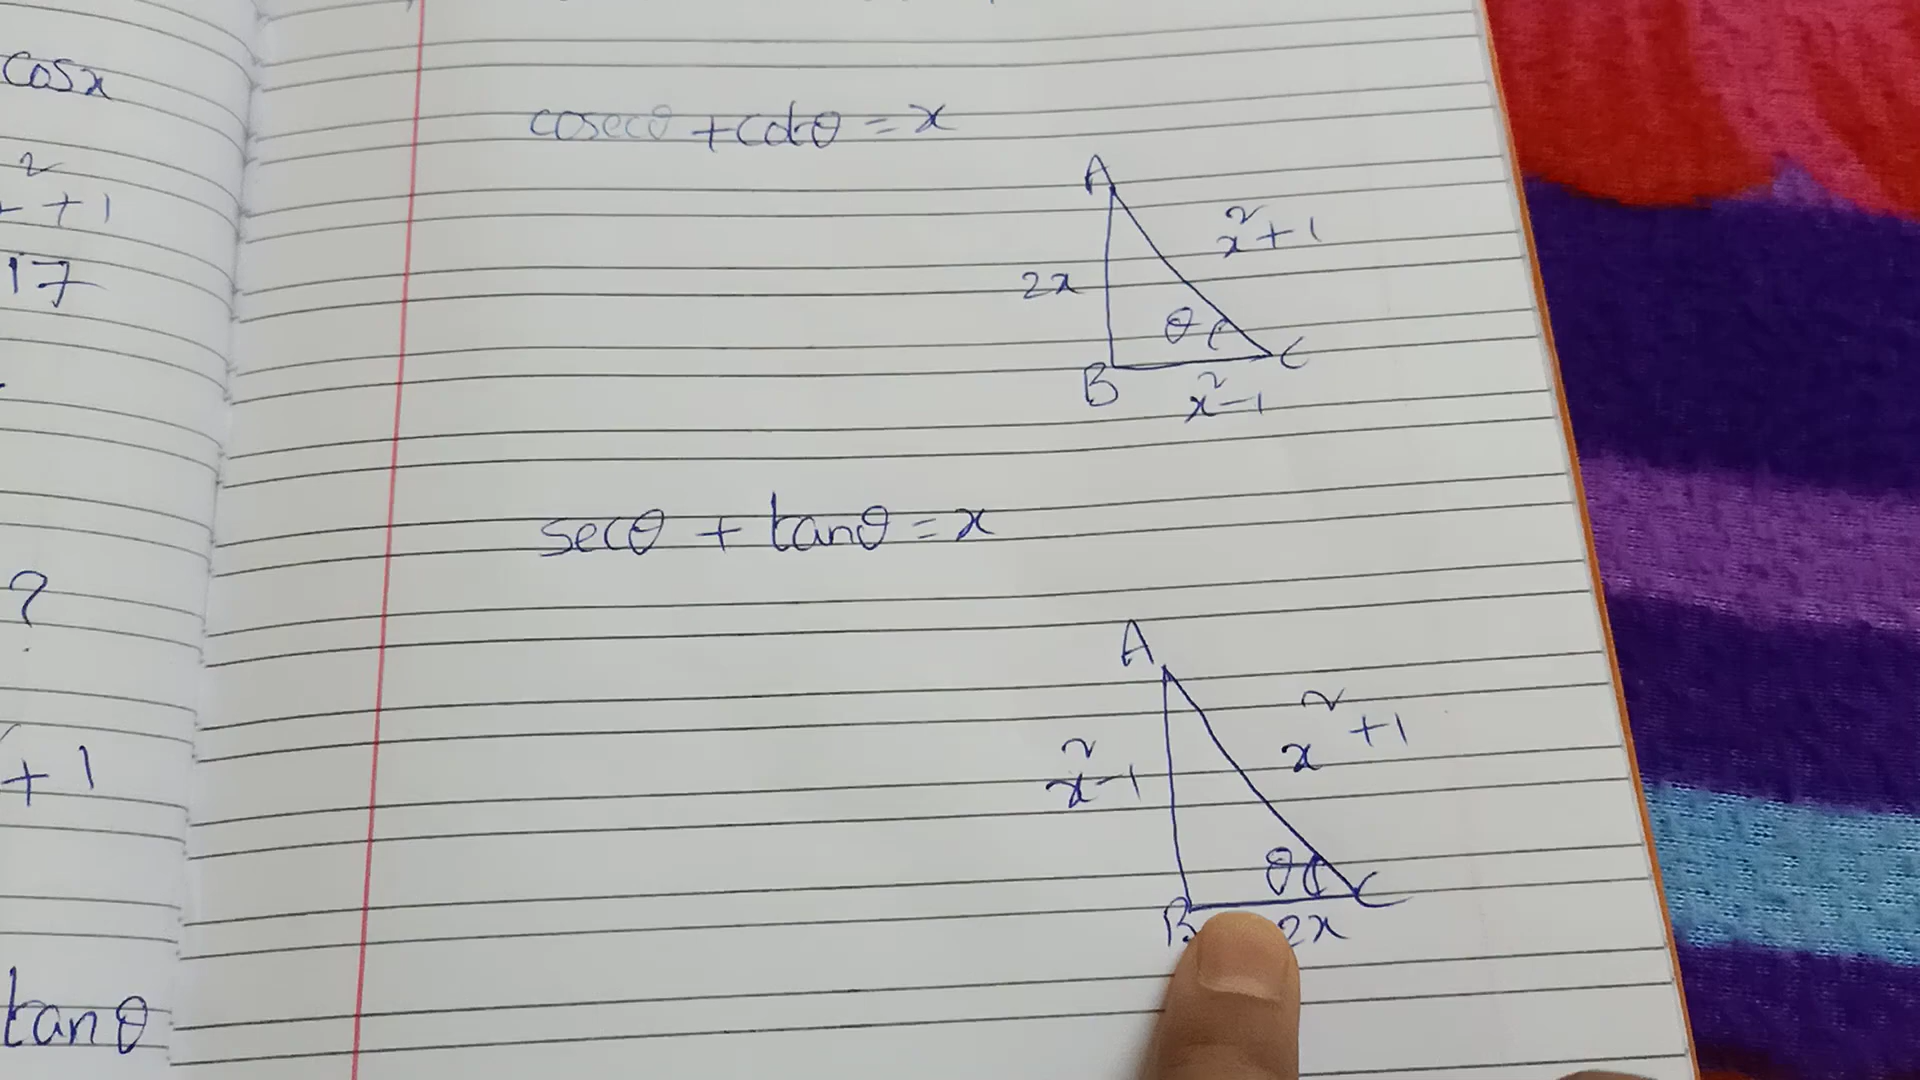 cosx
2
+ 1
17
?
+ 1
tanθ
cosecθ + cotθ = x
A
x² + 1
2x
θ
B
C
x² - 1
secθ + tanθ = x
A
x² + 1
x² - 1
θ
C
B
2x